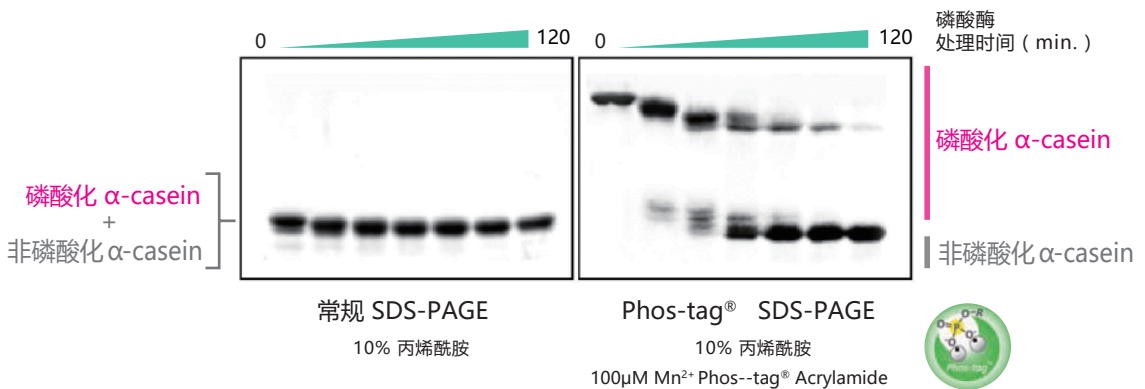 0 120
0 120
磷酸酶
处理时间（min. ）
磷酸化 α-casein
+
非磷酸化 α-casein
磷酸化 α-casein
非磷酸化 α-casein
常规 SDS-PAGE
10% 丙烯酰胺
Phos-tag® SDS-PAGE
10% 丙烯酰胺
100μM Mn²⁺ Phos--tag® Acrylamide
O-R
O=P
O⁻
O⁻
Phos-tag™